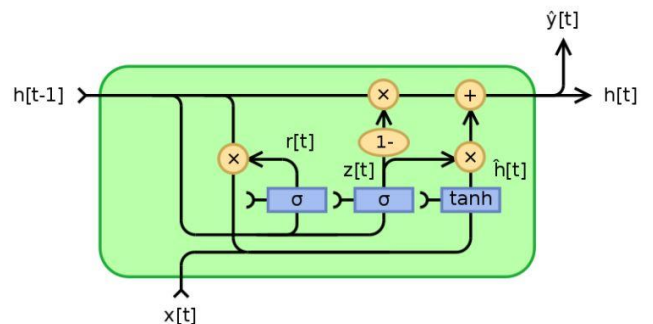 ŷ[t]
h[t-1]
×
+
h[t]
r[t]
1-
×
z[t]
×
ĥ[t]
σ
σ
tanh
x[t]